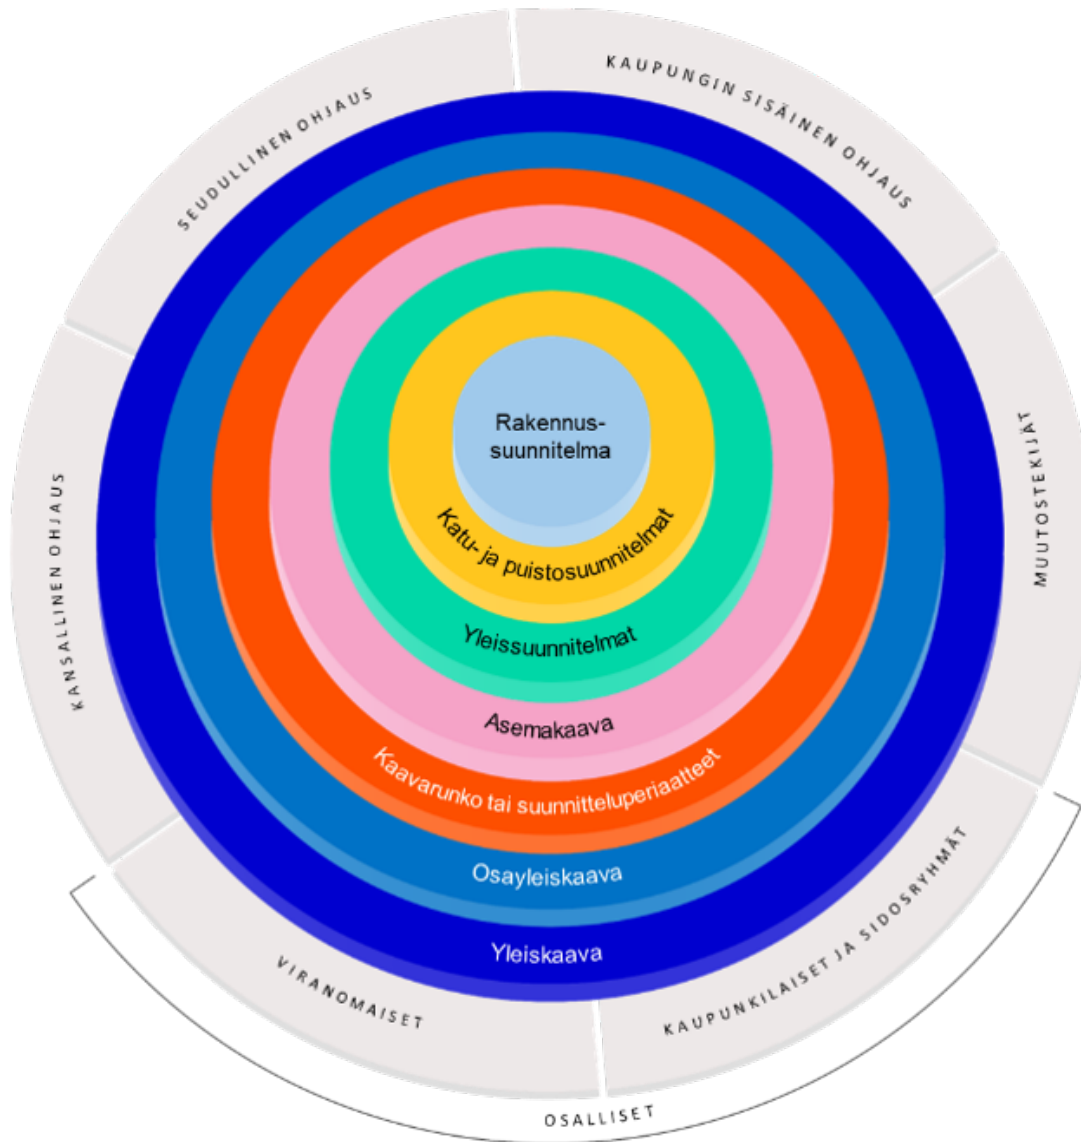 KAUPUNGIN SISÄINEN OHJAUS
SEUDULLINEN OHJAUS
MUUTOSTEKIJÄT
KANSALLINEN OHJAUS
Rakennus-
suunnitelma
Katu- ja puistosuunnitelmat
Yleissuunnitelmat
Asemakaava
Kaavarunko tai suunnitteluperiaatteet
Osayleiskaava
Yleiskaava
VIRANOMAISET
KAUPUNKILAISET JA SIDOSRYHMÄT
OSALLISET